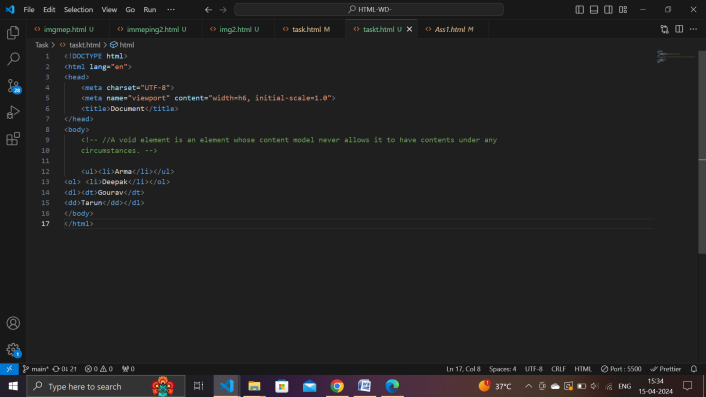 File Edit Selection View Go Run ··· HTML-WD-
imgmep.html U immeping2.html U img2.html U task.html M taskt.html U Ass1.html M
Task > taskt.html > html
1 <!DOCTYPE html>
2 <html lang="en">
3 <head>
4 <meta charset="UTF-8">
5 <meta name="viewport" content="width=h6, initial-scale=1.0">
6 <title>Document</title>
7 </head>
8 <body>
9 <!-- //A void element is an element whose content model never allows it to have contents under any
10 circumstances. -->
11
12 <ul><li>Arma</li></ul>
13 <ol> <li>Deepak</li></ol>
14 <dl><dt>Gourav</dt>
15 <dd>Tarun</dd></dl>
16 </body>
17 </html>
28
1
main* 0↓ 21 0 0 0 Ln 17, Col 8 Spaces: 4 UTF-8 CRLF HTML Port : 5500 Prettier
Type here to search 37°C ENG 15:34
15-04-2024